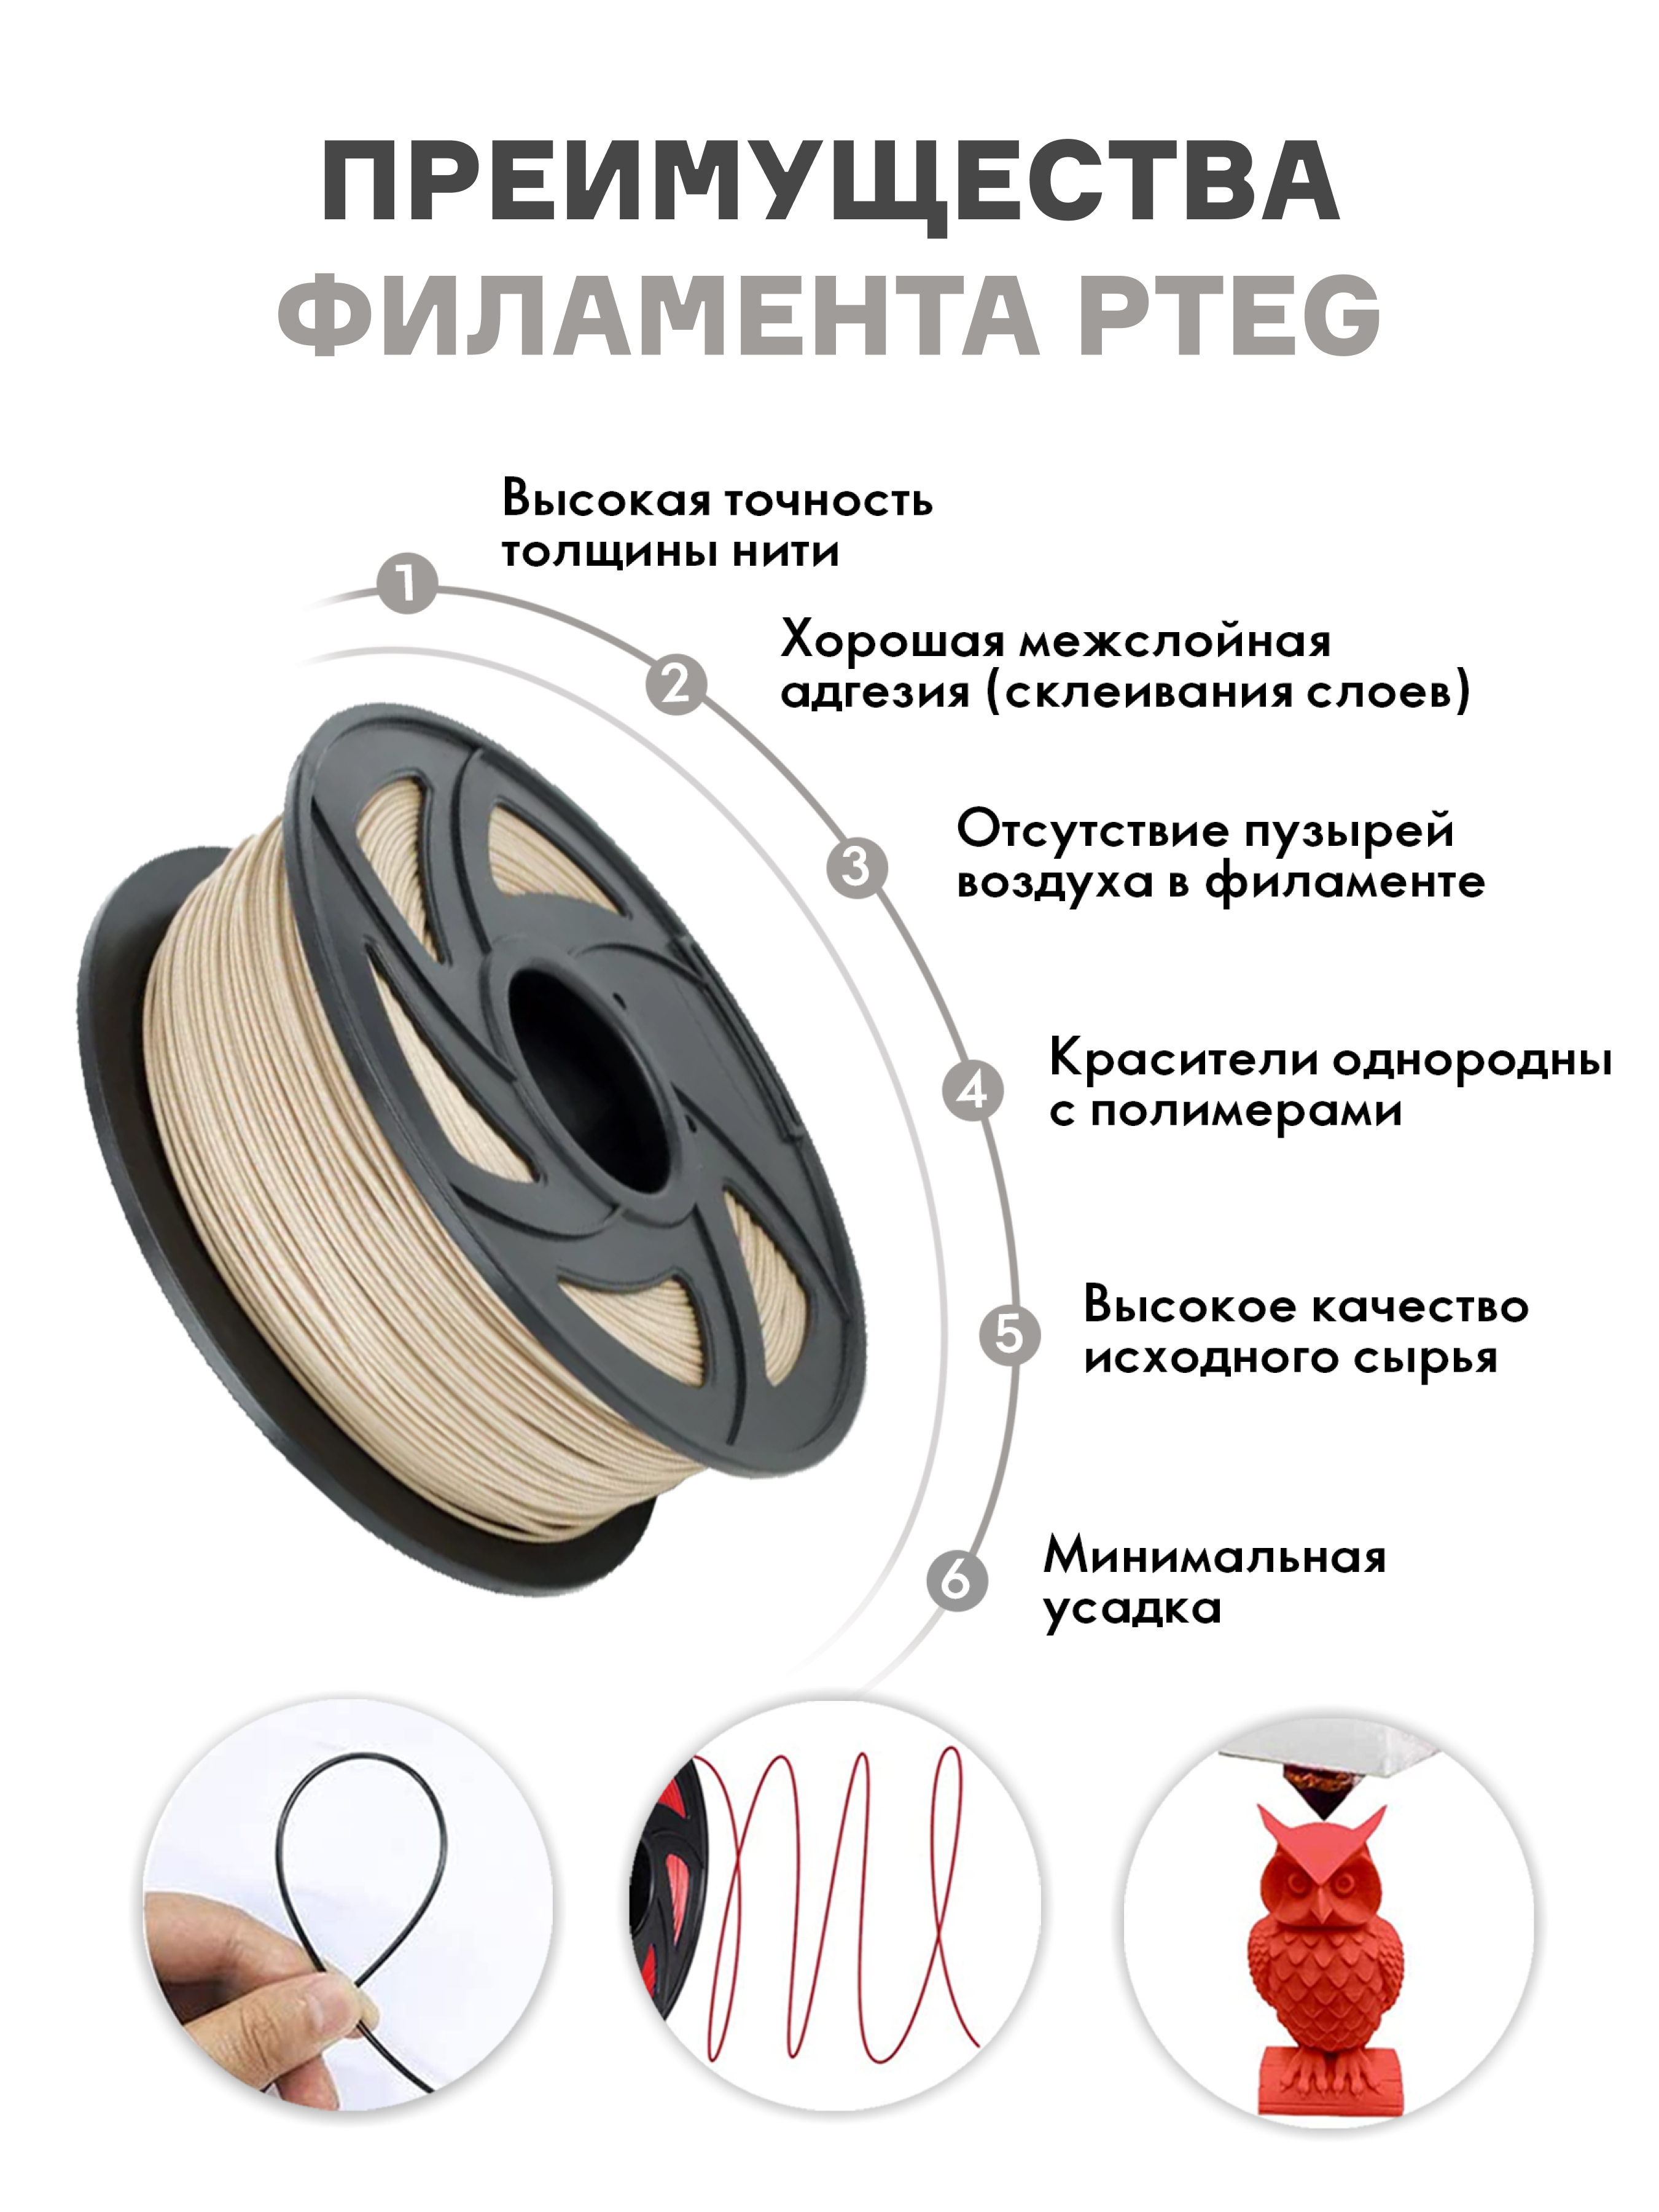 ПРЕИМУЩЕСТВА
ФИЛАМЕНТА PTEG
1
Высокая точность
толщины нити
2
Хорошая межслойная
адгезия (склеивания слоев)
3
Отсутствие пузырей
воздуха в филаменте
4
Красители однородны
с полимерами
5
Высокое качество
исходного сырья
6
Минимальная
усадка